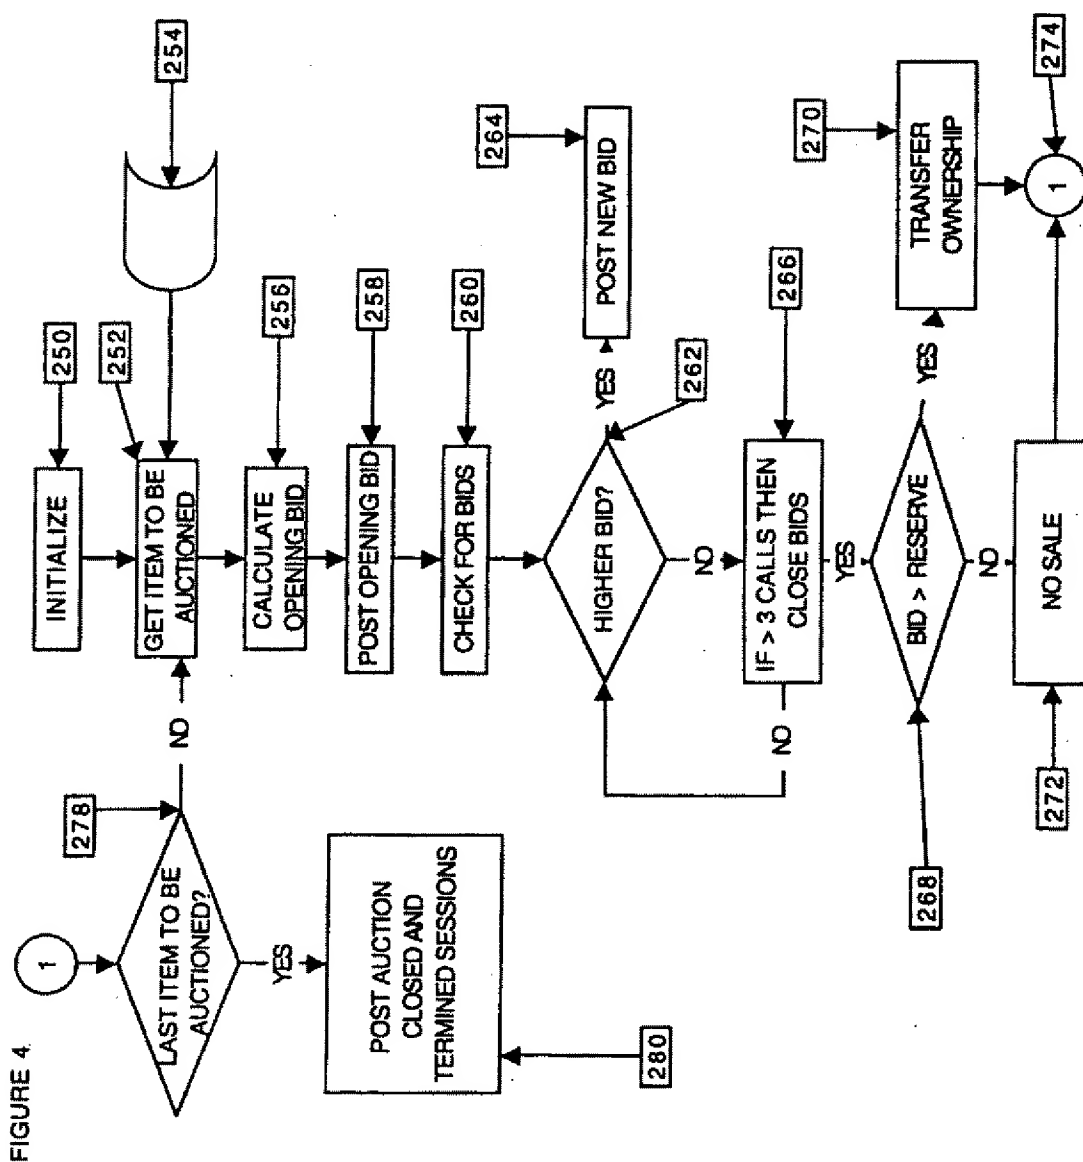 FIGURE 4
1
LAST ITEM TO BE
AUCTIONED?
278
NO
YES
POST AUCTION
CLOSED AND
TERMINED SESSIONS
280
INITIALIZE
250
GET ITEM TO BE
AUCTIONED
252
254
CALCULATE
OPENING BID
256
POST OPENING BID
258
CHECK FOR BIDS
260
HIGHER BID?
262
YES
POST NEW BID
264
NO
IF > 3 CALLS THEN
CLOSE BIDS
266
NO
YES
BID > RESERVE
268
YES
TRANSFER
OWNERSHIP
270
NO
NO SALE
272
1
274